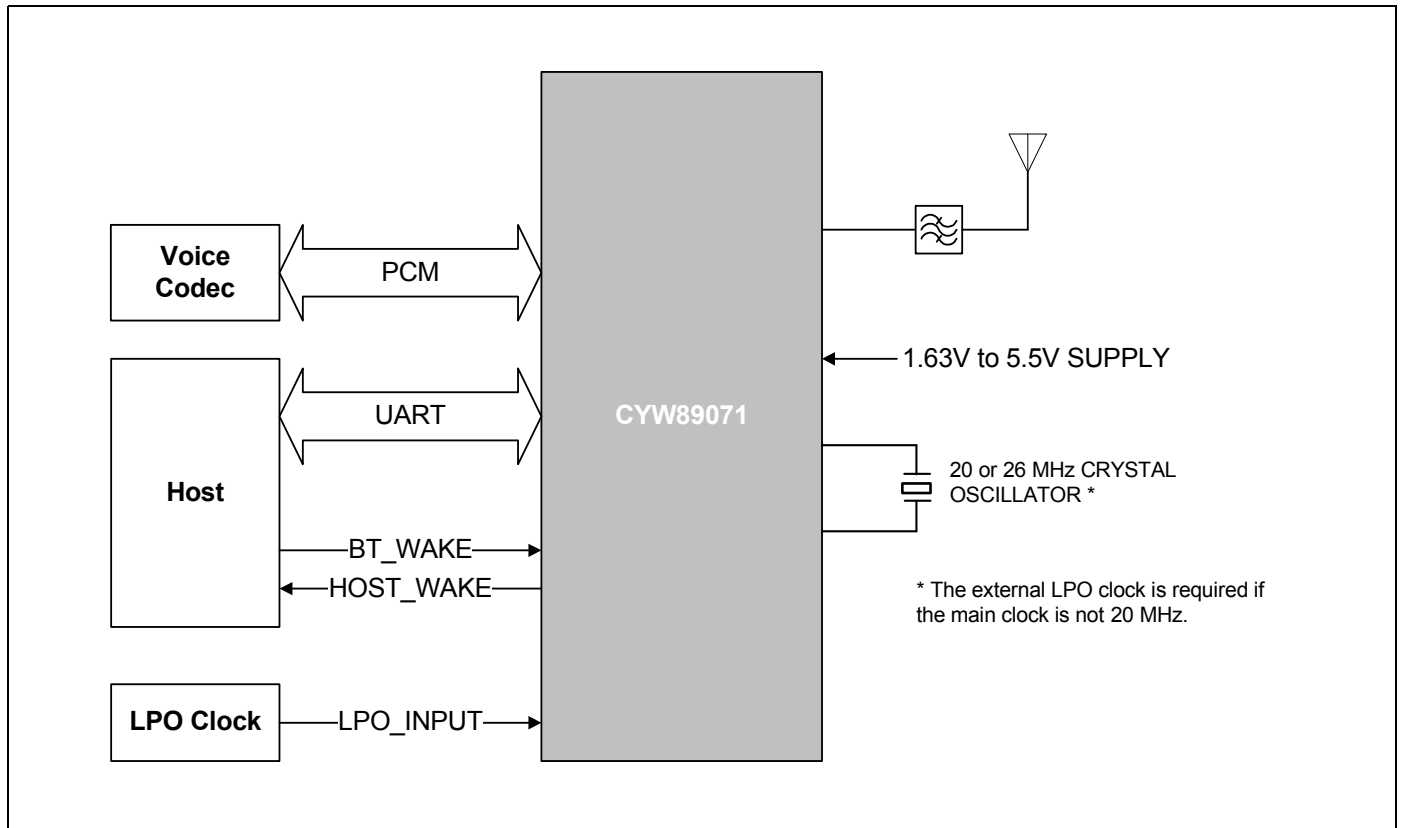 Voice
Codec
PCM
Host
UART
BT_WAKE
HOST_WAKE
LPO Clock
LPO_INPUT
CYW89071
1.63V to 5.5V SUPPLY
20 or 26 MHz CRYSTAL
OSCILLATOR *
* The external LPO clock is required if
the main clock is not 20 MHz.